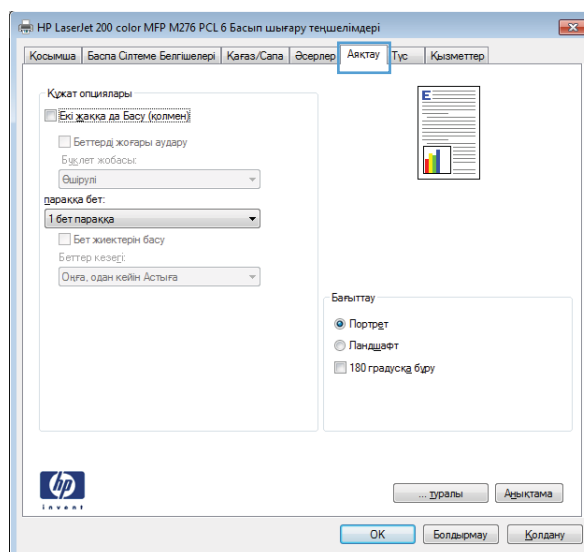 HP LaserJet 200 color MFP M276 PCL 6 Басып шығару теңшелімдері
Қосымша Баспа Сілтеме Белгішелері Қағаз/Сапа Әсерлер Аяқтау Түс Қызметтер
Құжат опциялары
Екі жаққа да Басу (қолмен)
Беттерді жоғары аудару
Буклет жобасы:
Өшірулі
параққа бет:
1 бет параққа
Бет жиектерін басу
Беттер кезегі:
Оңға, одан кейін Астыға
E
Бағыттау
Портрет
Ландшафт
180 градусқа бұру
hp
invent
... туралы Анықтама
OK Болдырмау Қолдану